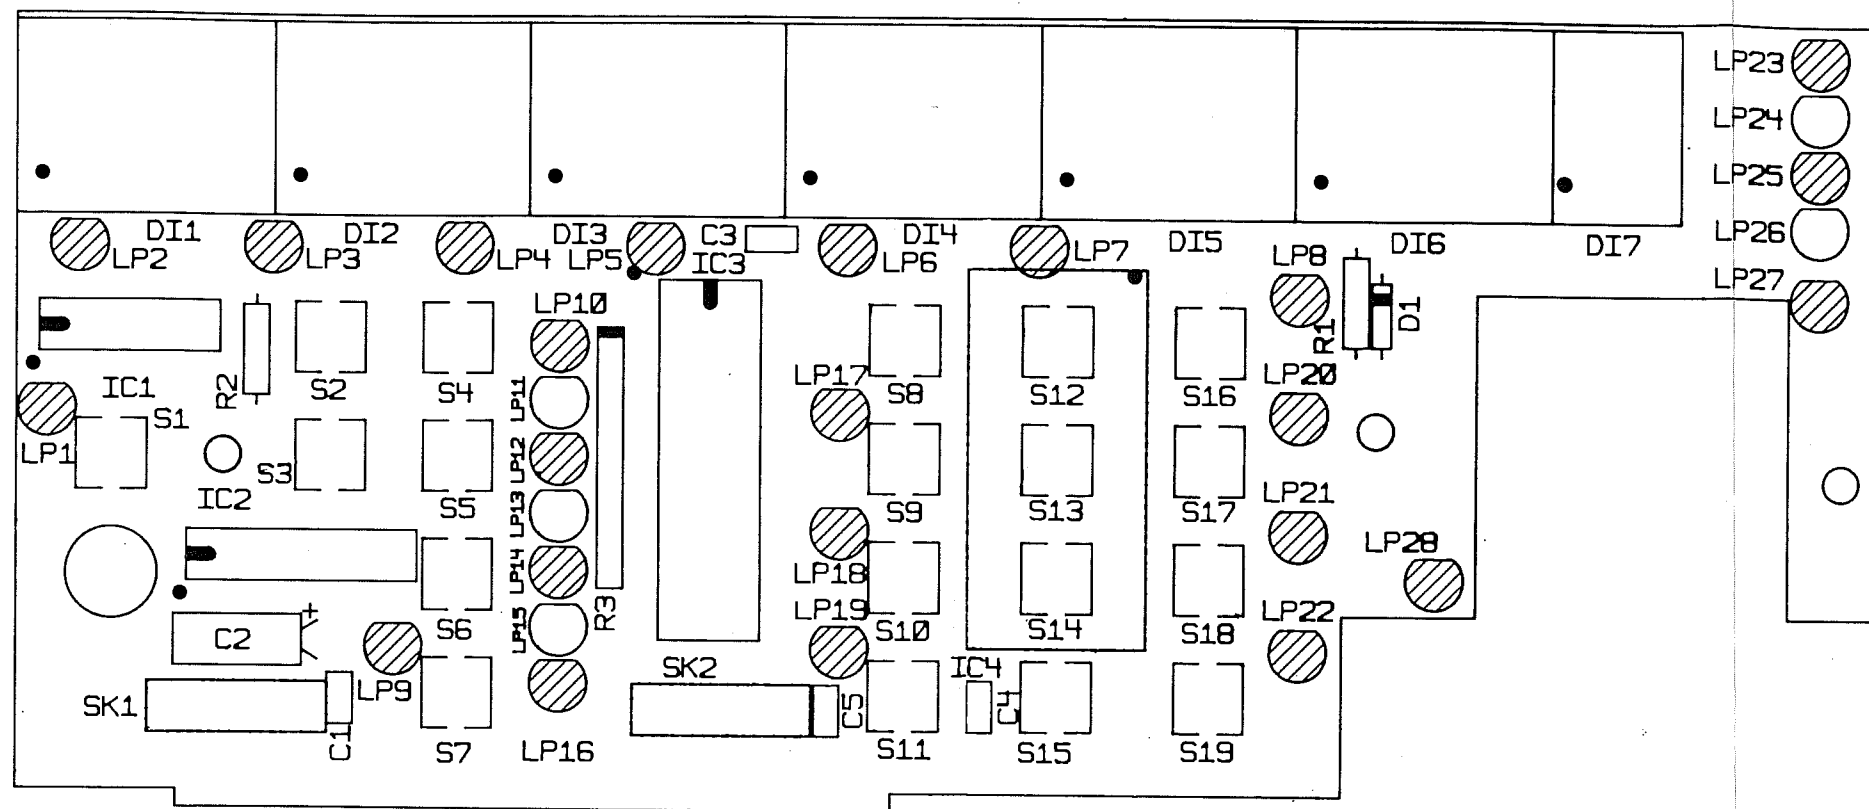 LP23
LP24
LP25
LP26
LP27
DI1
DI2
DI3
DI4
DI5
DI6
DI7
LP2
LP3
LP4
LP5
C3
IC3
LP6
LP7
LP8
R1
D1
LP10
LP11
LP12
LP13
LP14
LP15
LP16
R3
IC1
R2
S2
S4
LP1
S1
S3
IC2
S5
LP17
S8
S12
S16
LP20
S9
S13
S17
LP21
LP28
LP18
LP19
S10
S14
S18
LP22
C2
+
S6
LP9
SK1
C1
S7
SK2
C5
S11
IC4
C4
S15
S19